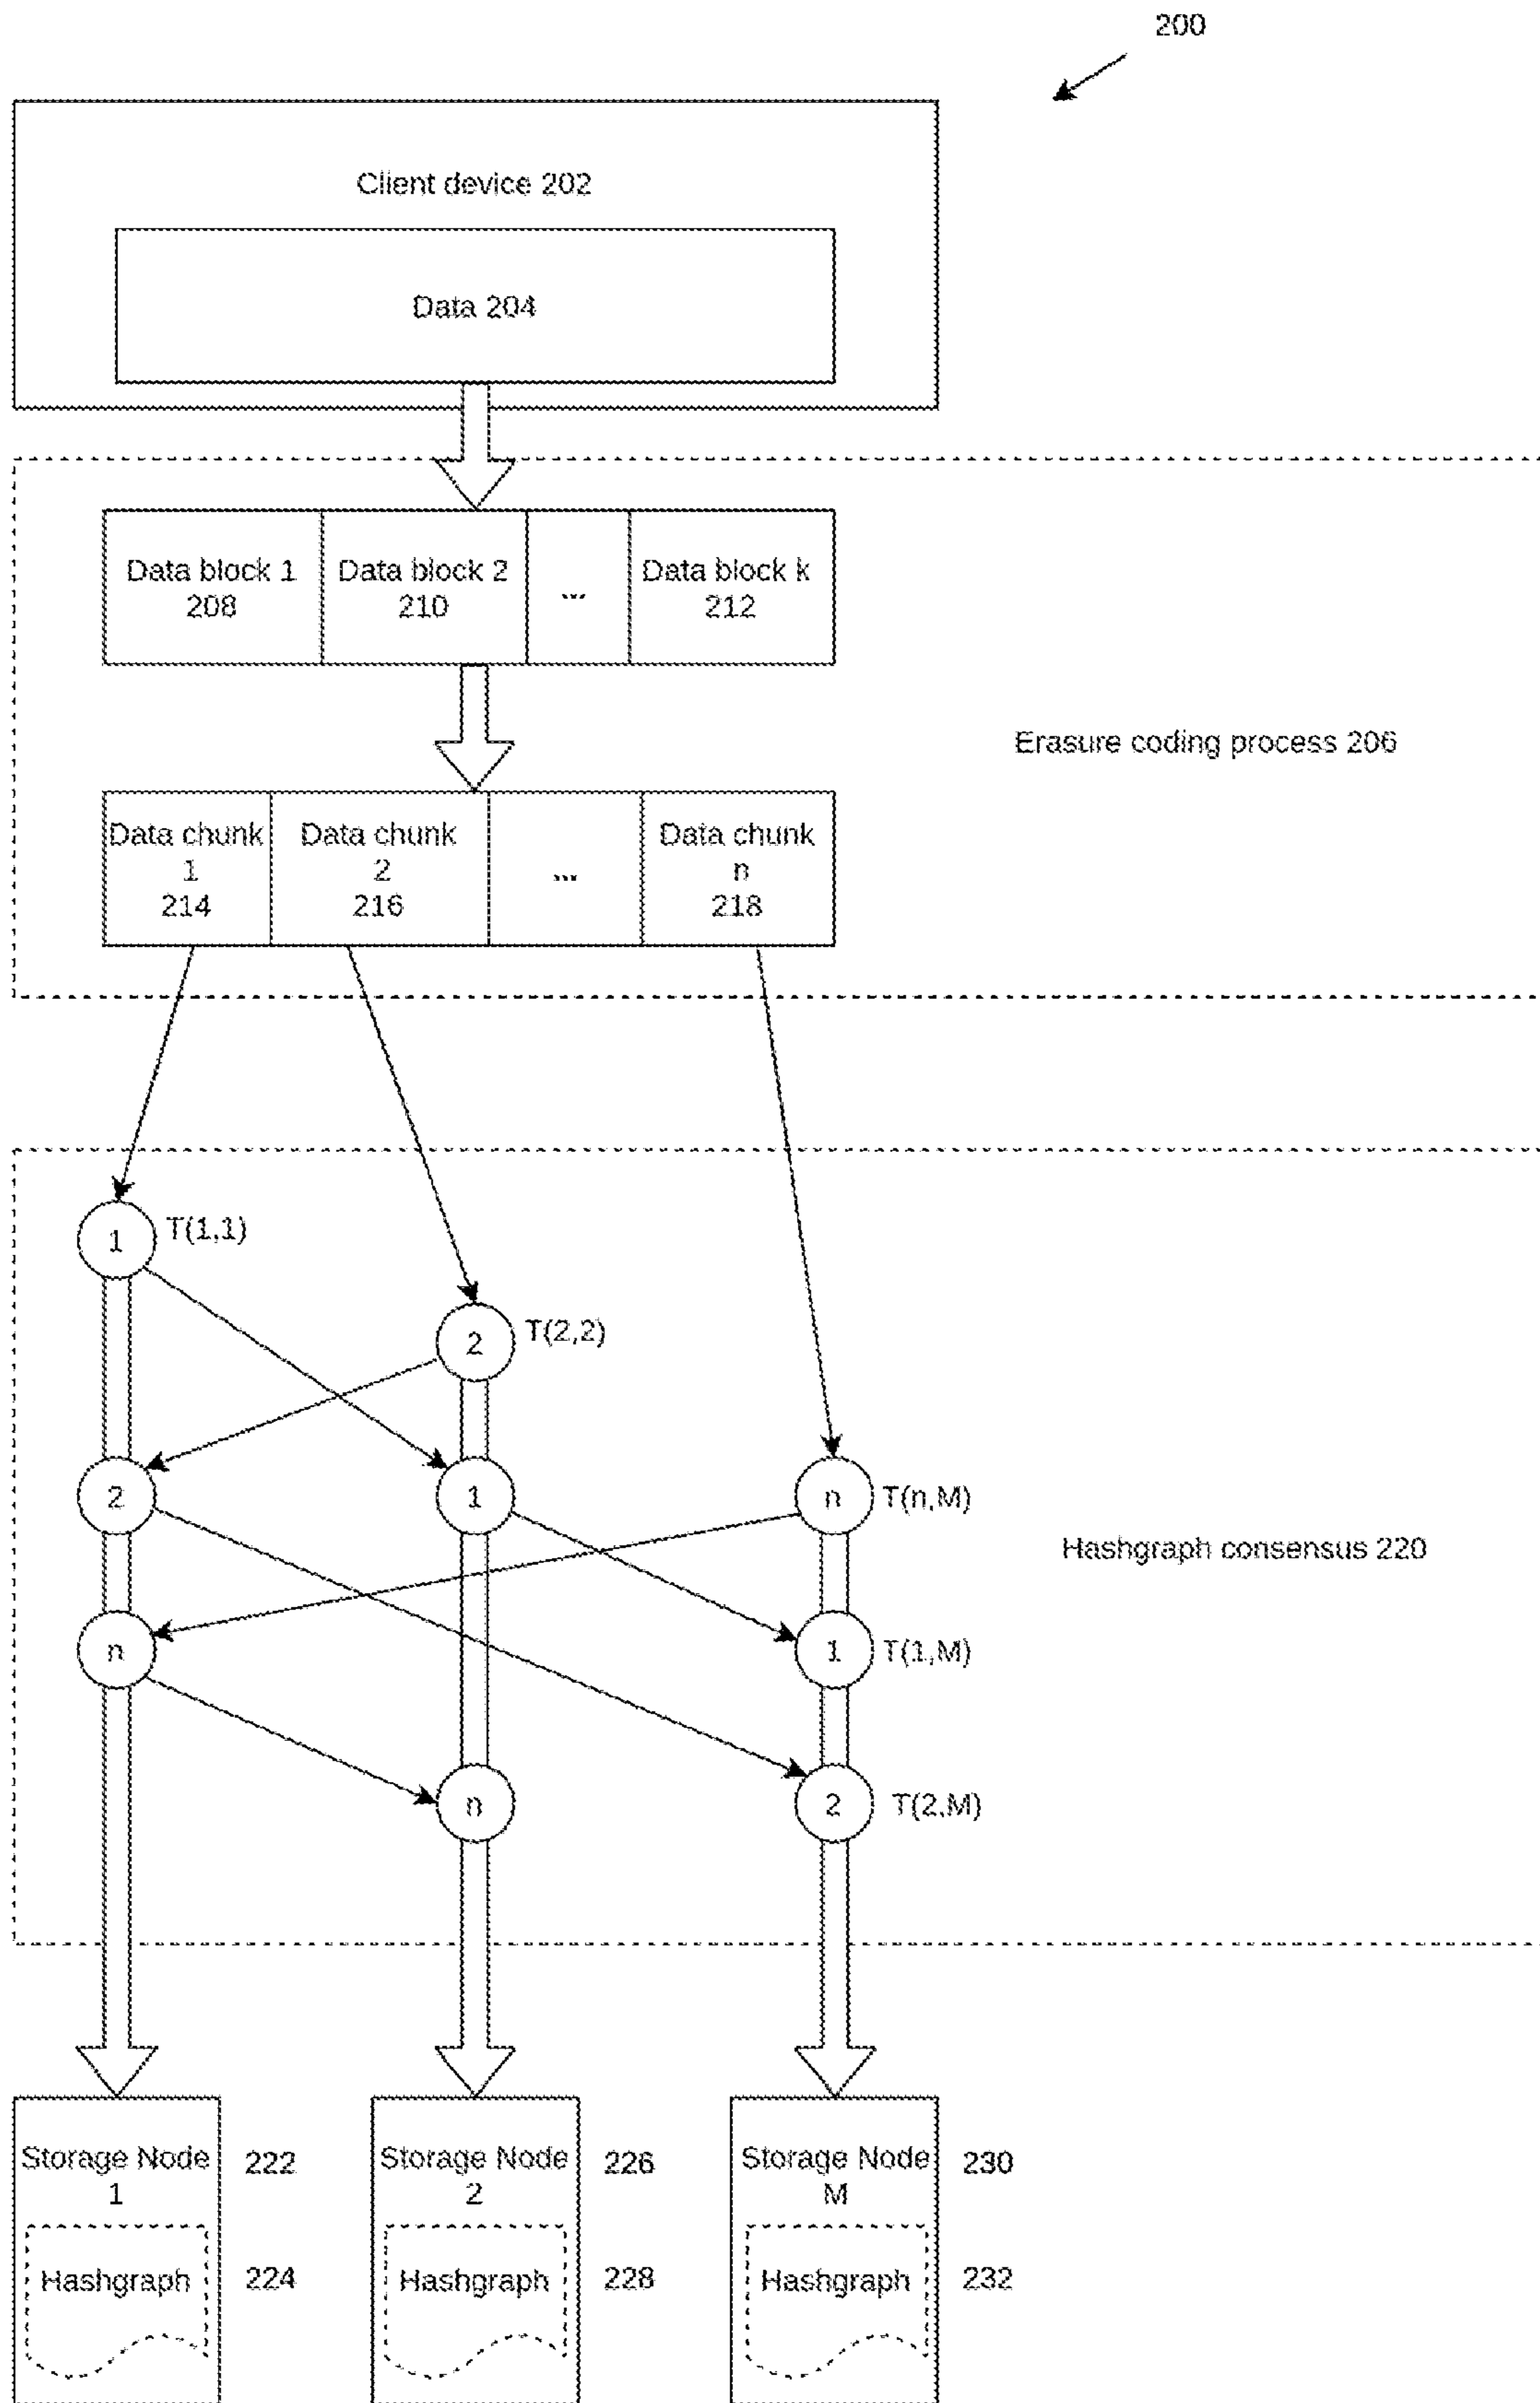 200
Client device 202
Data 204
Data block 1
208
Data block 2
210
...
Data block k
212
Erasure coding process 206
Data chunk
1
214
Data chunk
2
216
...
Data chunk
n
218
1
T(1,1)
2
T(2,2)
2
1
n
T(n,M)
Hashgraph consensus 220
n
1
T(1,M)
n
2
T(2,M)
Storage Node
1
222
Hashgraph
224
Storage Node
2
226
Hashgraph
228
Storage Node
M
230
Hashgraph
232